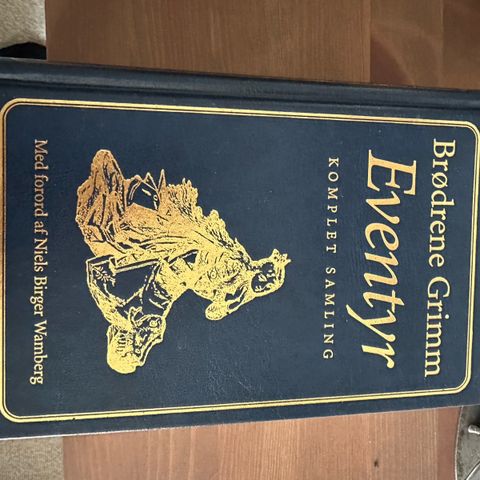 Brødrene Grimm
Eventyr
KOMPLET SAMLING
Med forord af Niels Birger Wamberg